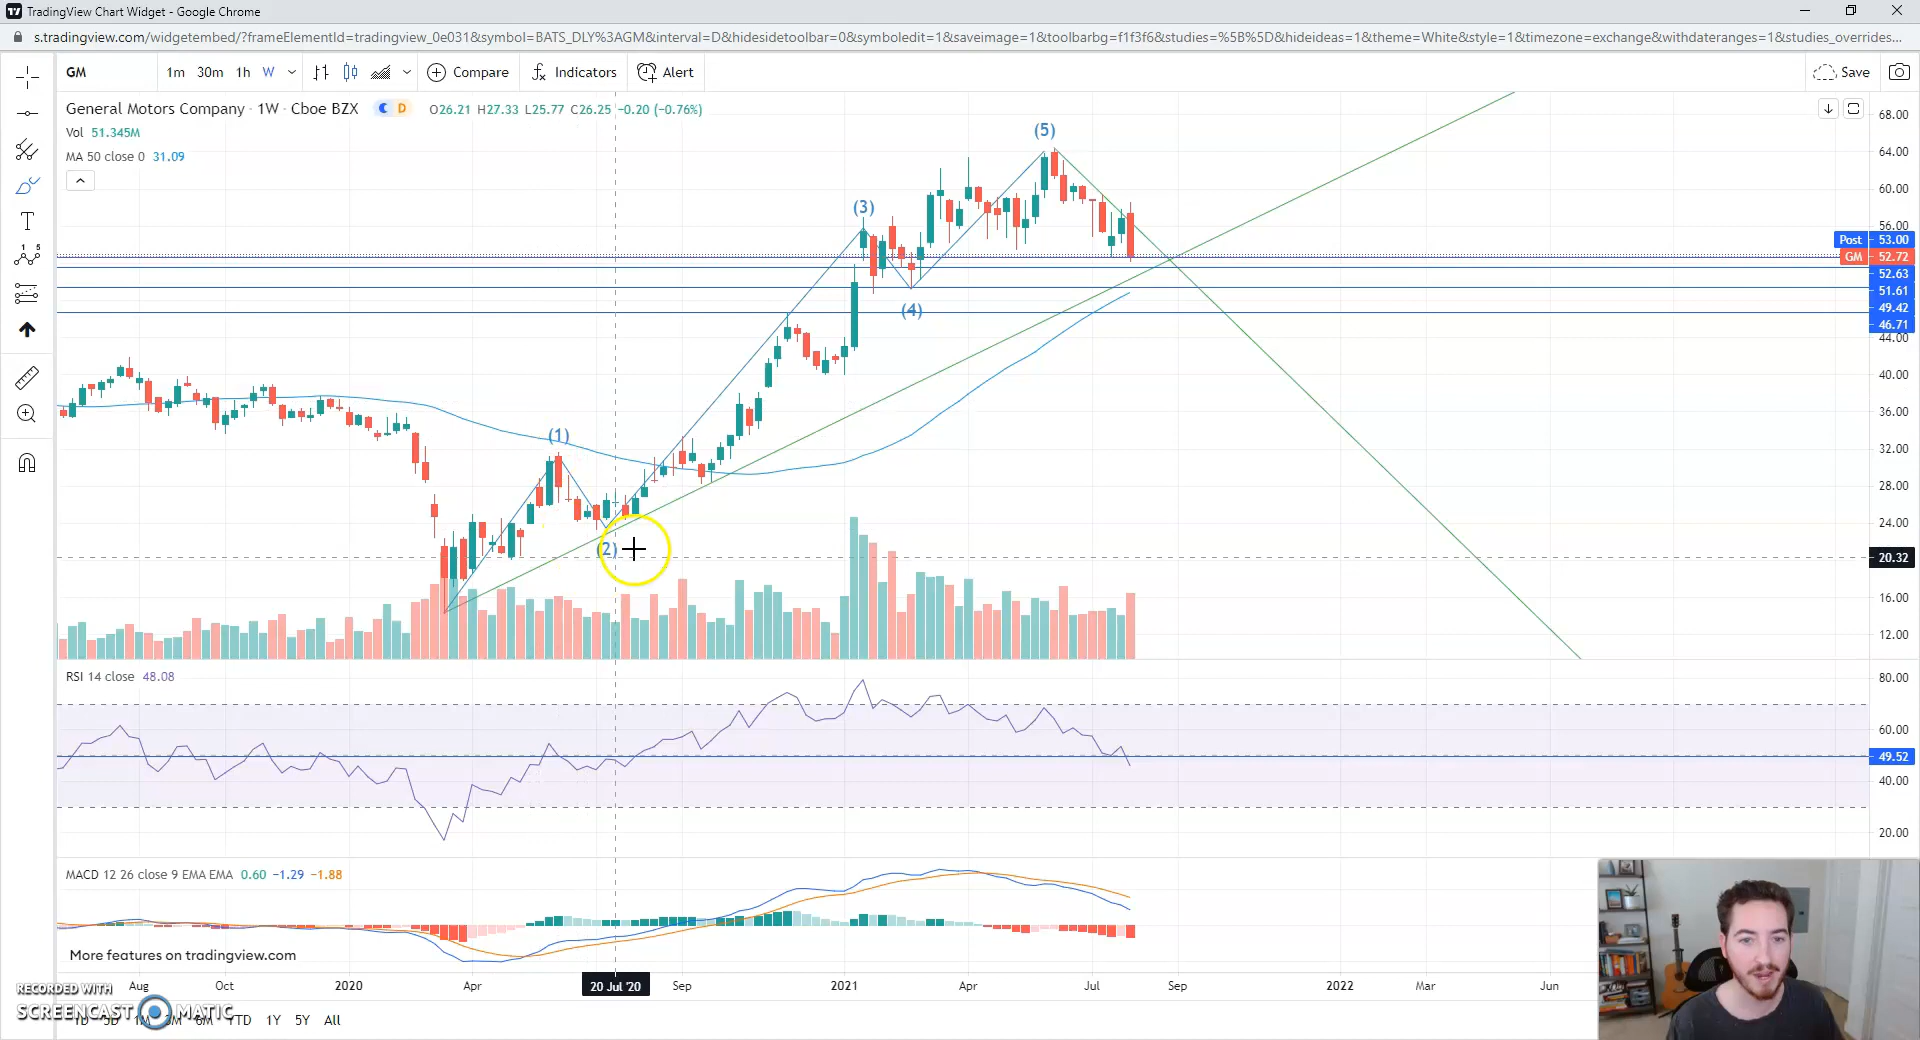 TradingView Chart Widget - Google Chrome
s.tradingview.com/widgetembed/?frameElementId=tradingview_0e031&symbol=BATS_DLY%3AGM&interval=D&hidesidetoolbar=0&symboledit=1&saveimage=1&toolbarbg=f1f3f6&studies=%5B%5D&hideideas=1&theme=White&style=1&timezone=exchange&withdateranges=1&studies_overrides...
GM 1m 30m 1h W Compare Indicators Alert Save
General Motors Company · 1W · Cboe BZX C D O26.21 H27.33 L25.77 C26.25 −0.20 (−0.76%)
Vol 51.345M
MA 50 close 0 31.09
T
1 5
(5)
(3)
(4)
(1)
(2)
68.00
64.00
60.00
56.00
Post 53.00
GM 52.72
52.63
51.61
49.42
46.71
44.00
40.00
36.00
32.00
28.00
24.00
20.32
16.00
12.00
RSI 14 close 48.08
80.00
60.00
49.52
40.00
20.00
MACD 12 26 close 9 EMA EMA 0.60 −1.29 −1.88
More features on tradingview.com
Aug Oct 2020 Apr 20 Jul '20 Sep 2021 Apr Jul Sep 2022 Mar Jun
RECORDED WITH
SCREENCAST MATIC
1D 5D 1M 3M 6M YTD 1Y 5Y All